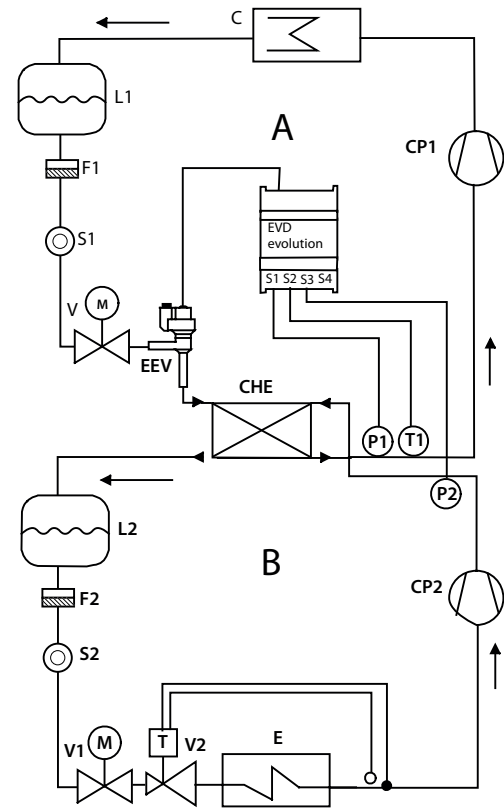 C
L1
A
CP1
F1
EVD
evolution
S1
S1 S2 S3 S4
V
M
EEV
CHE
P1
T1
P2
L2
B
CP2
F2
S2
V1
M
T
V2
E